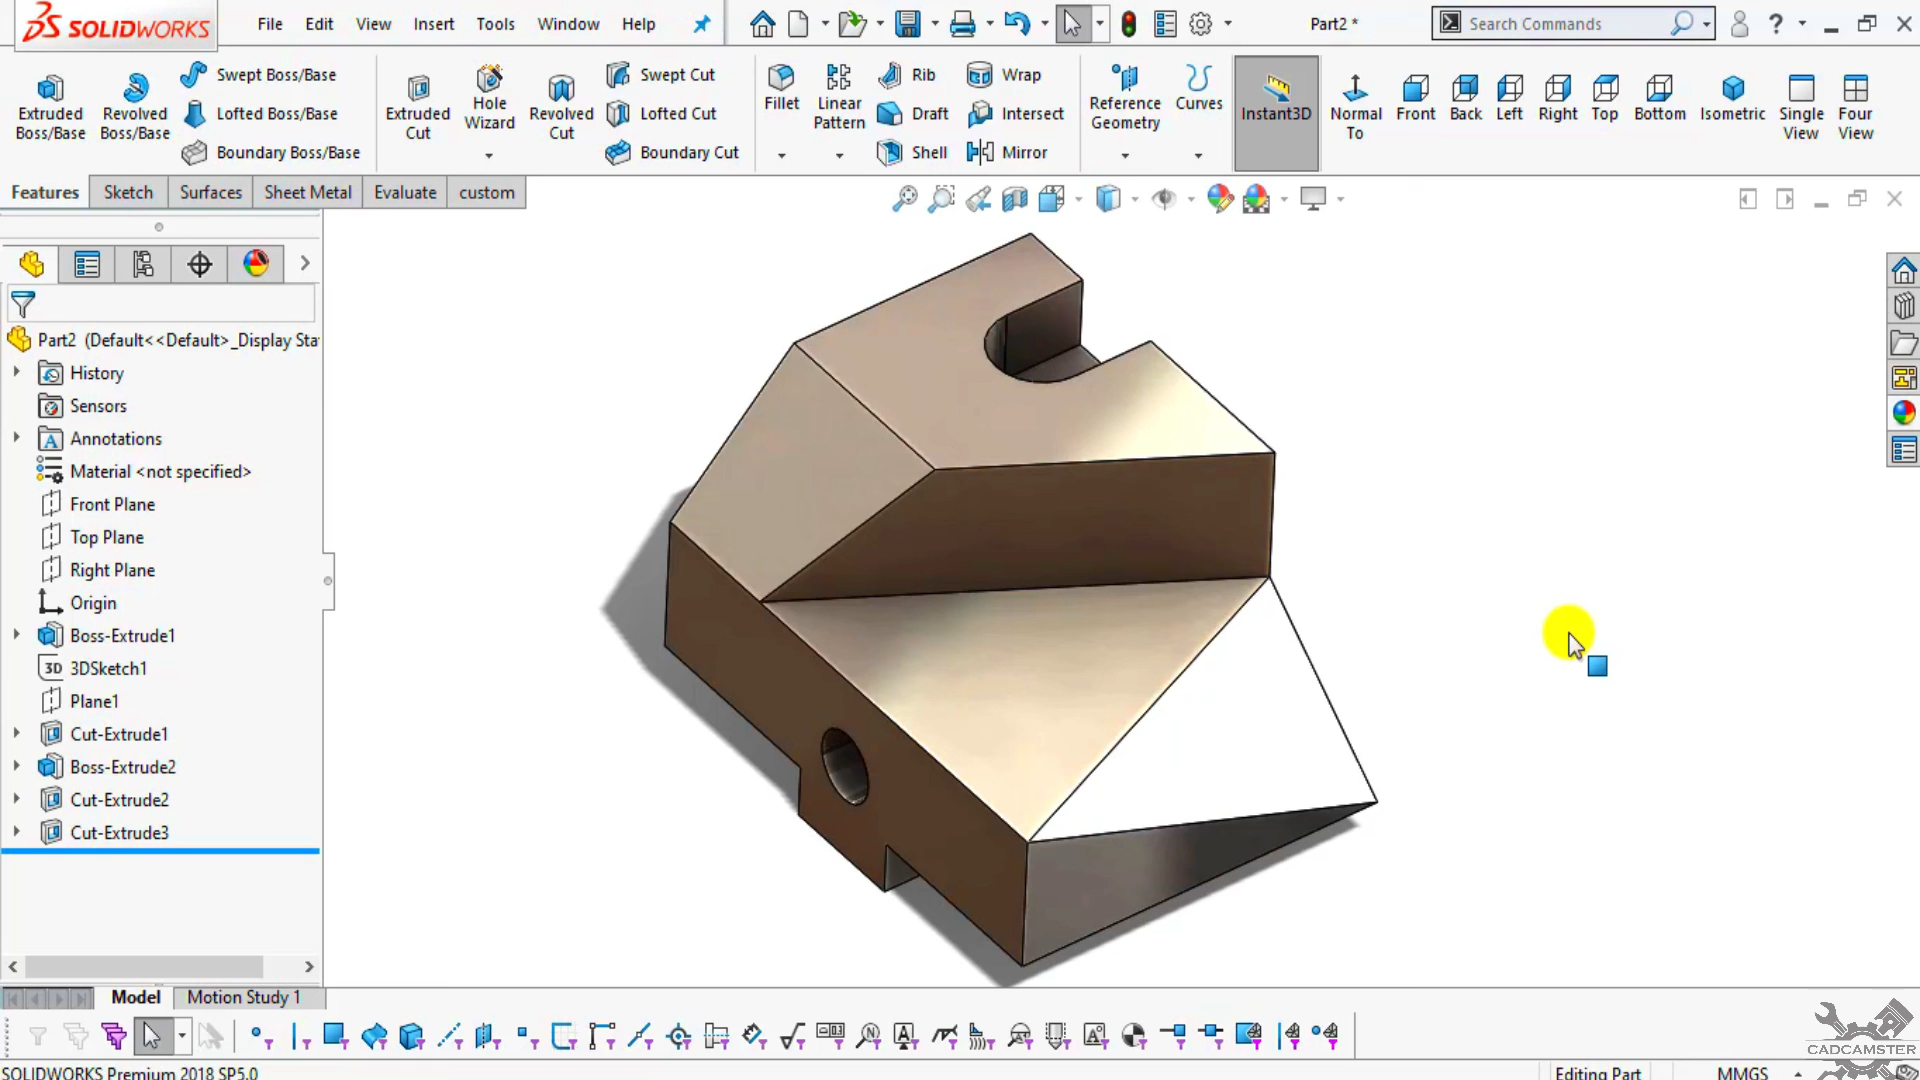 SOLIDWORKS
File
Edit
View
Insert
Tools
Window
Help
Part2 *
Search Commands
?
Extruded
Boss/Base
Revolved
Boss/Base
Swept Boss/Base
Lofted Boss/Base
Boundary Boss/Base
Extruded
Cut
Hole
Wizard
Revolved
Cut
Swept Cut
Lofted Cut
Boundary Cut
Fillet
Linear
Pattern
Rib
Draft
Shell
Wrap
Intersect
Mirror
Reference
Geometry
Curves
Instant3D
Normal
To
Front
Back
Left
Right
Top
Bottom
Isometric
Single
View
Four
View
Features
Sketch
Surfaces
Sheet Metal
Evaluate
custom
Part2 (Default<<Default>_Display Sta
History
Sensors
Annotations
Material <not specified>
Front Plane
Top Plane
Right Plane
Origin
Boss-Extrude1
3D 3DSketch1
Plane1
Cut-Extrude1
Boss-Extrude2
Cut-Extrude2
Cut-Extrude3
Model
Motion Study 1
CADCAMSTER
SOLIDWORKS Premium 2018 SP5.0
Editing Part
MMGS